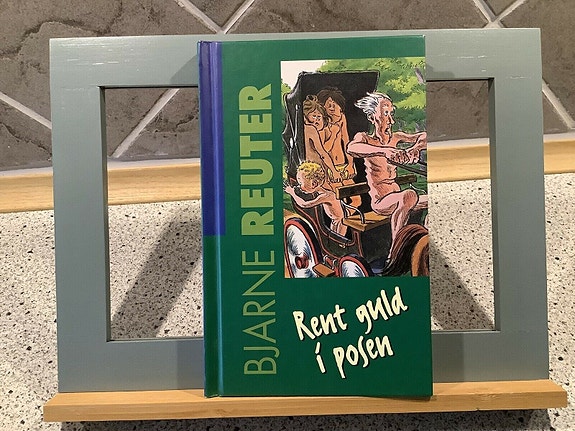 BJARNE REUTER
Rent guld
i posen